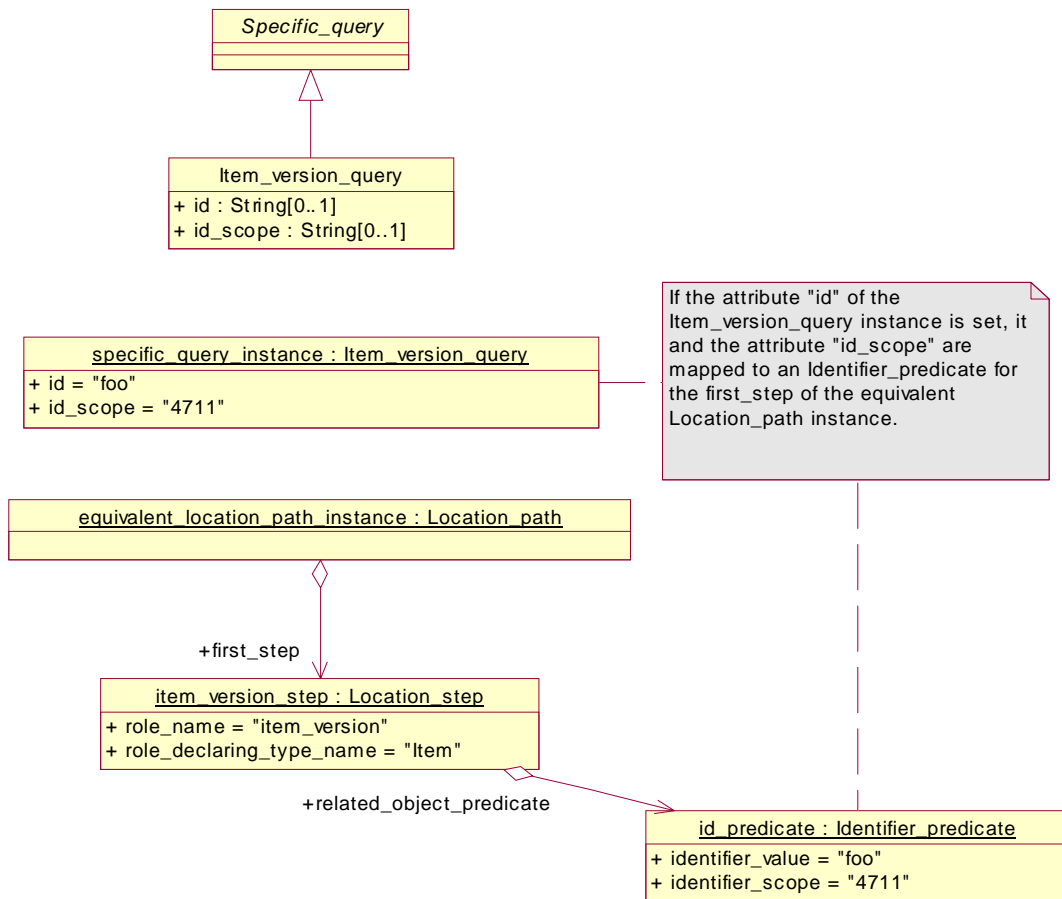 Specific_query
Item_version_query
+ id : String[0..1]
+ id_scope : String[0..1]
If the attribute "id" of the
Item_version_query instance is set, it
and the attribute "id_scope" are
mapped to an Identifier_predicate for
the first_step of the equivalent
Location_path instance.
specific_query_instance : Item_version_query
+ id = "foo"
+ id_scope = "4711"
equivalent_location_path_instance : Location_path
+first_step
item_version_step : Location_step
+ role_name = "item_version"
+ role_declaring_type_name = "Item"
+related_object_predicate
id_predicate : Identifier_predicate
+ identifier_value = "foo"
+ identifier_scope = "4711"